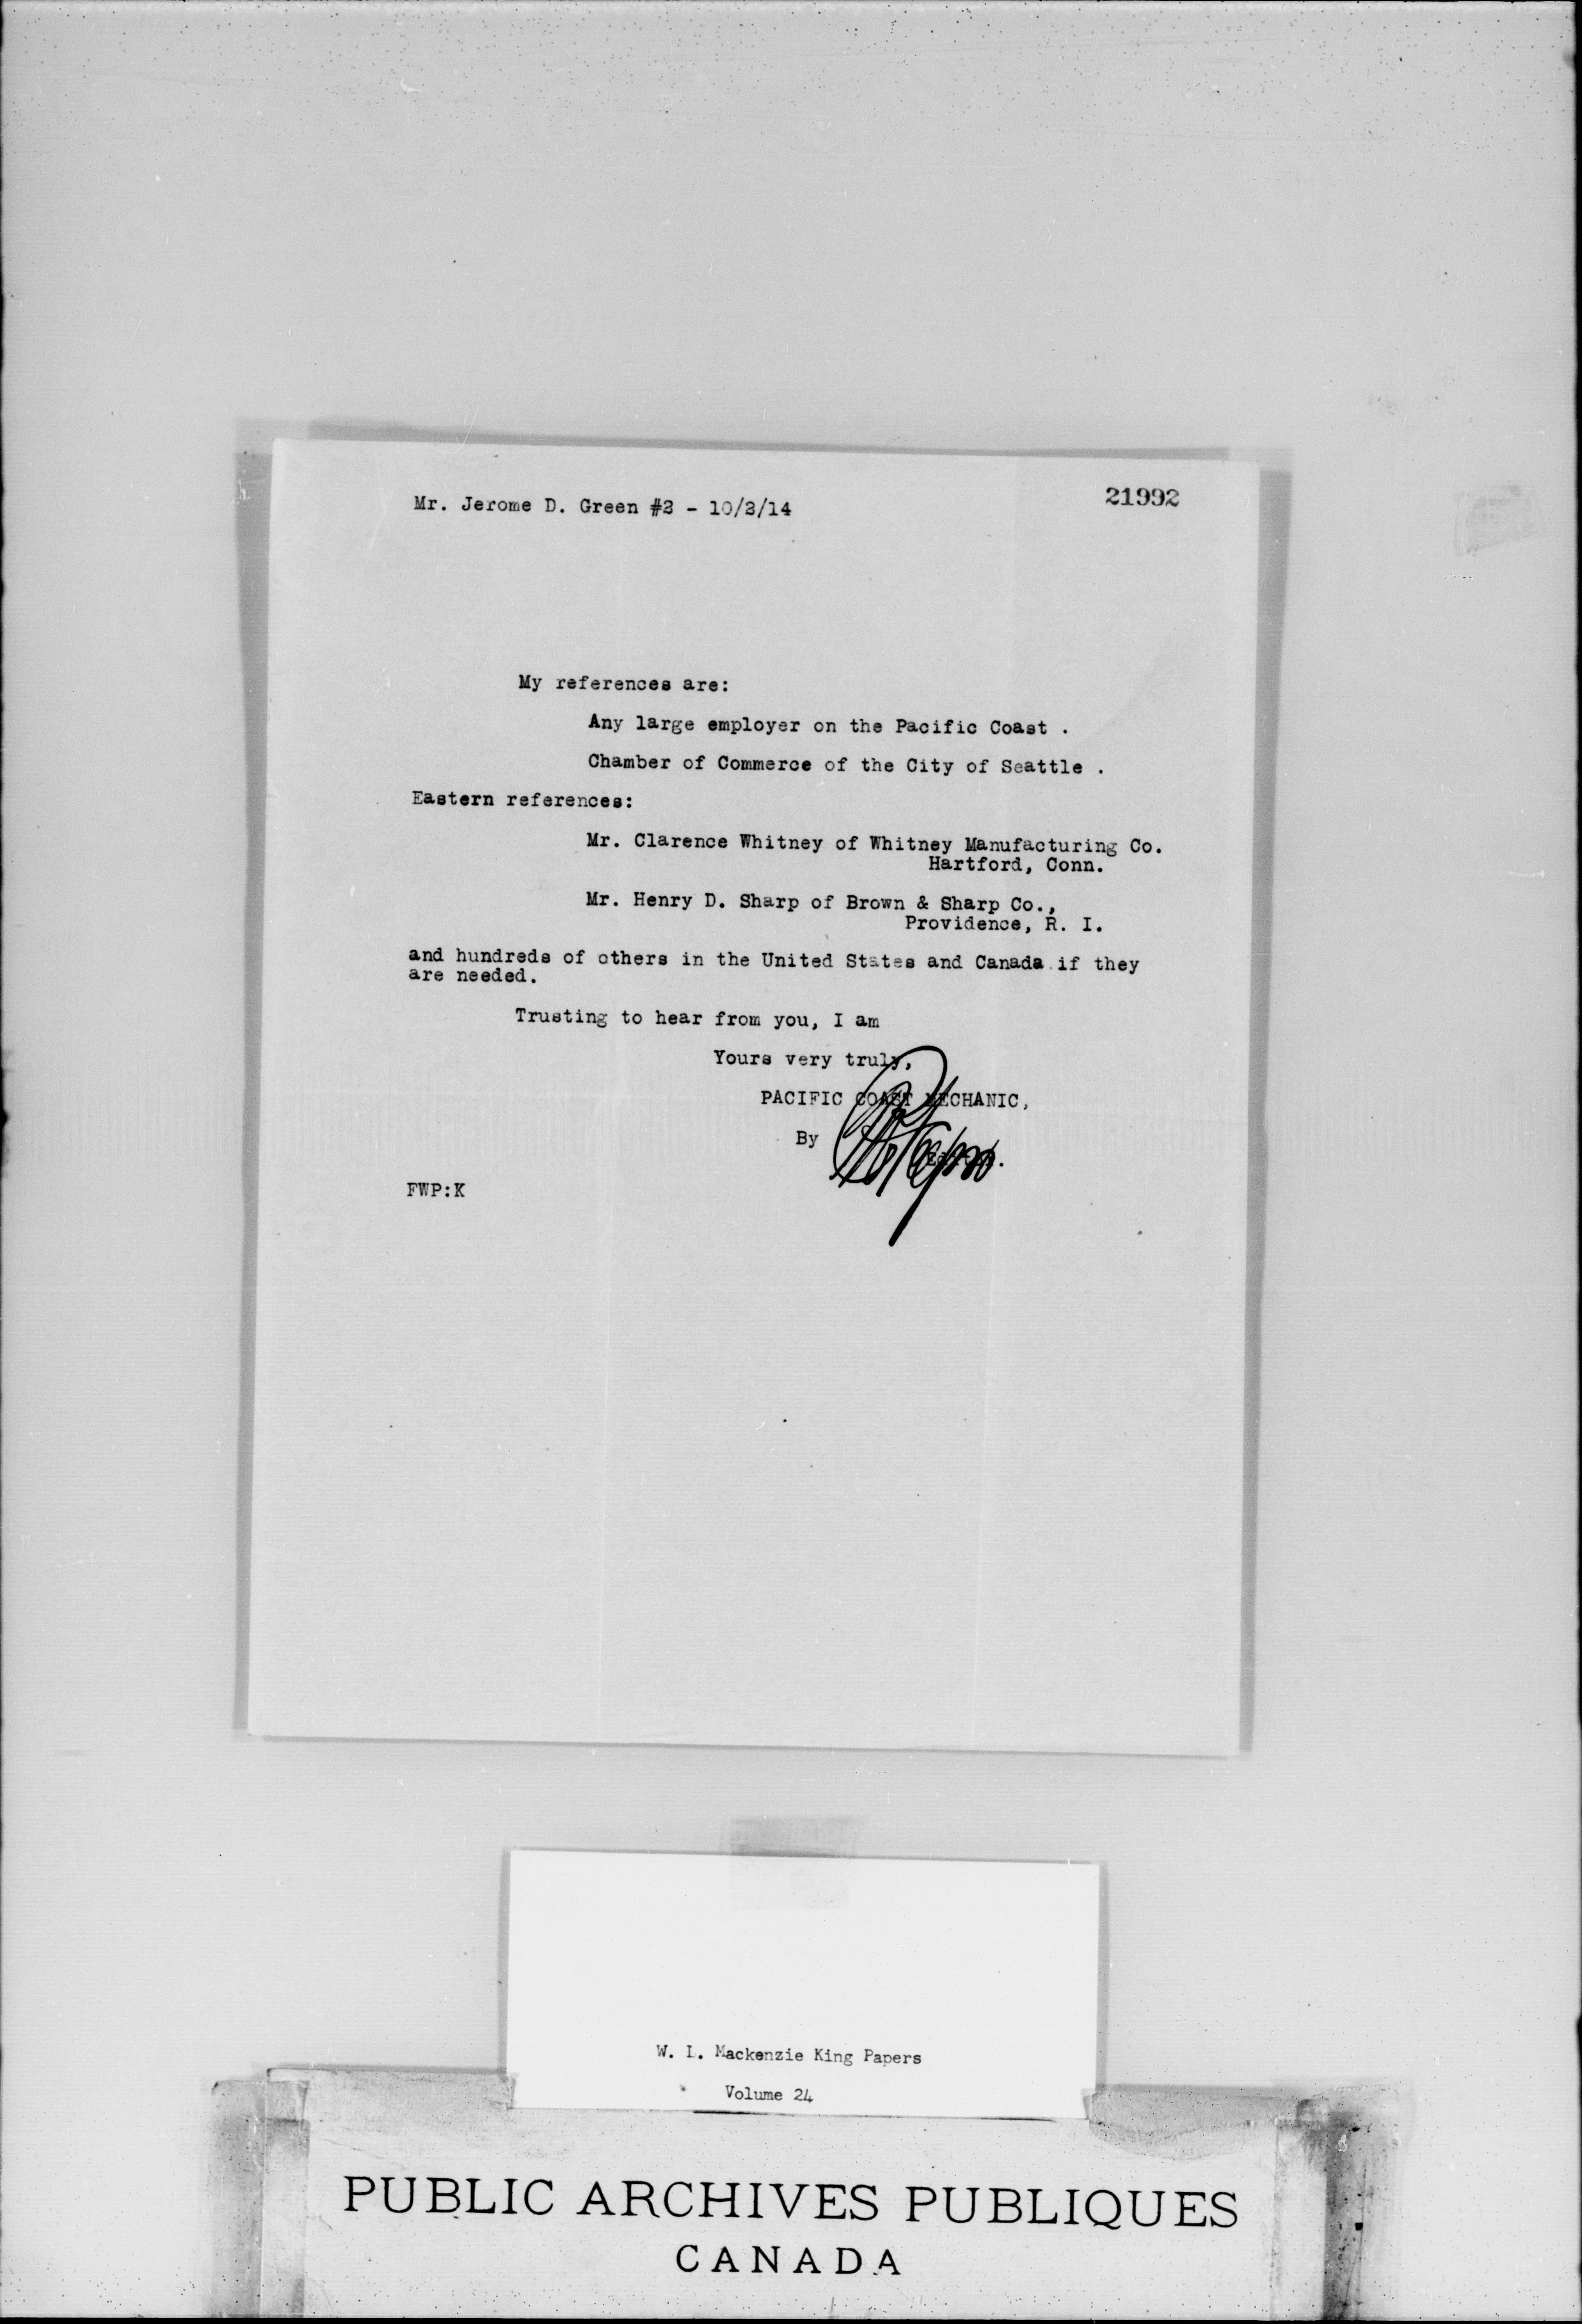 Mr. Jerome D. Green #2 - 10/2/14
21992
My references are:
Any large employer on the Pacific Coast .
Chamber of Commerce of the City of Seattle .
Eastern references:
Mr. Clarence Whitney of Whitney Manufacturing Co.
Hartford, Conn.
Mr. Henry D. Sharp of Brown & Sharp Co.,
Providence, R. I.
and hundreds of others in the United States and Canada if they
are needed.
Trusting to hear from you, I am
Yours very truly,
PACIFIC COAST MECHANIC,
By
Editor.
FWP:K
W. L. Mackenzie King Papers
Volume 24
PUBLIC ARCHIVES PUBLIQUES
CANADA